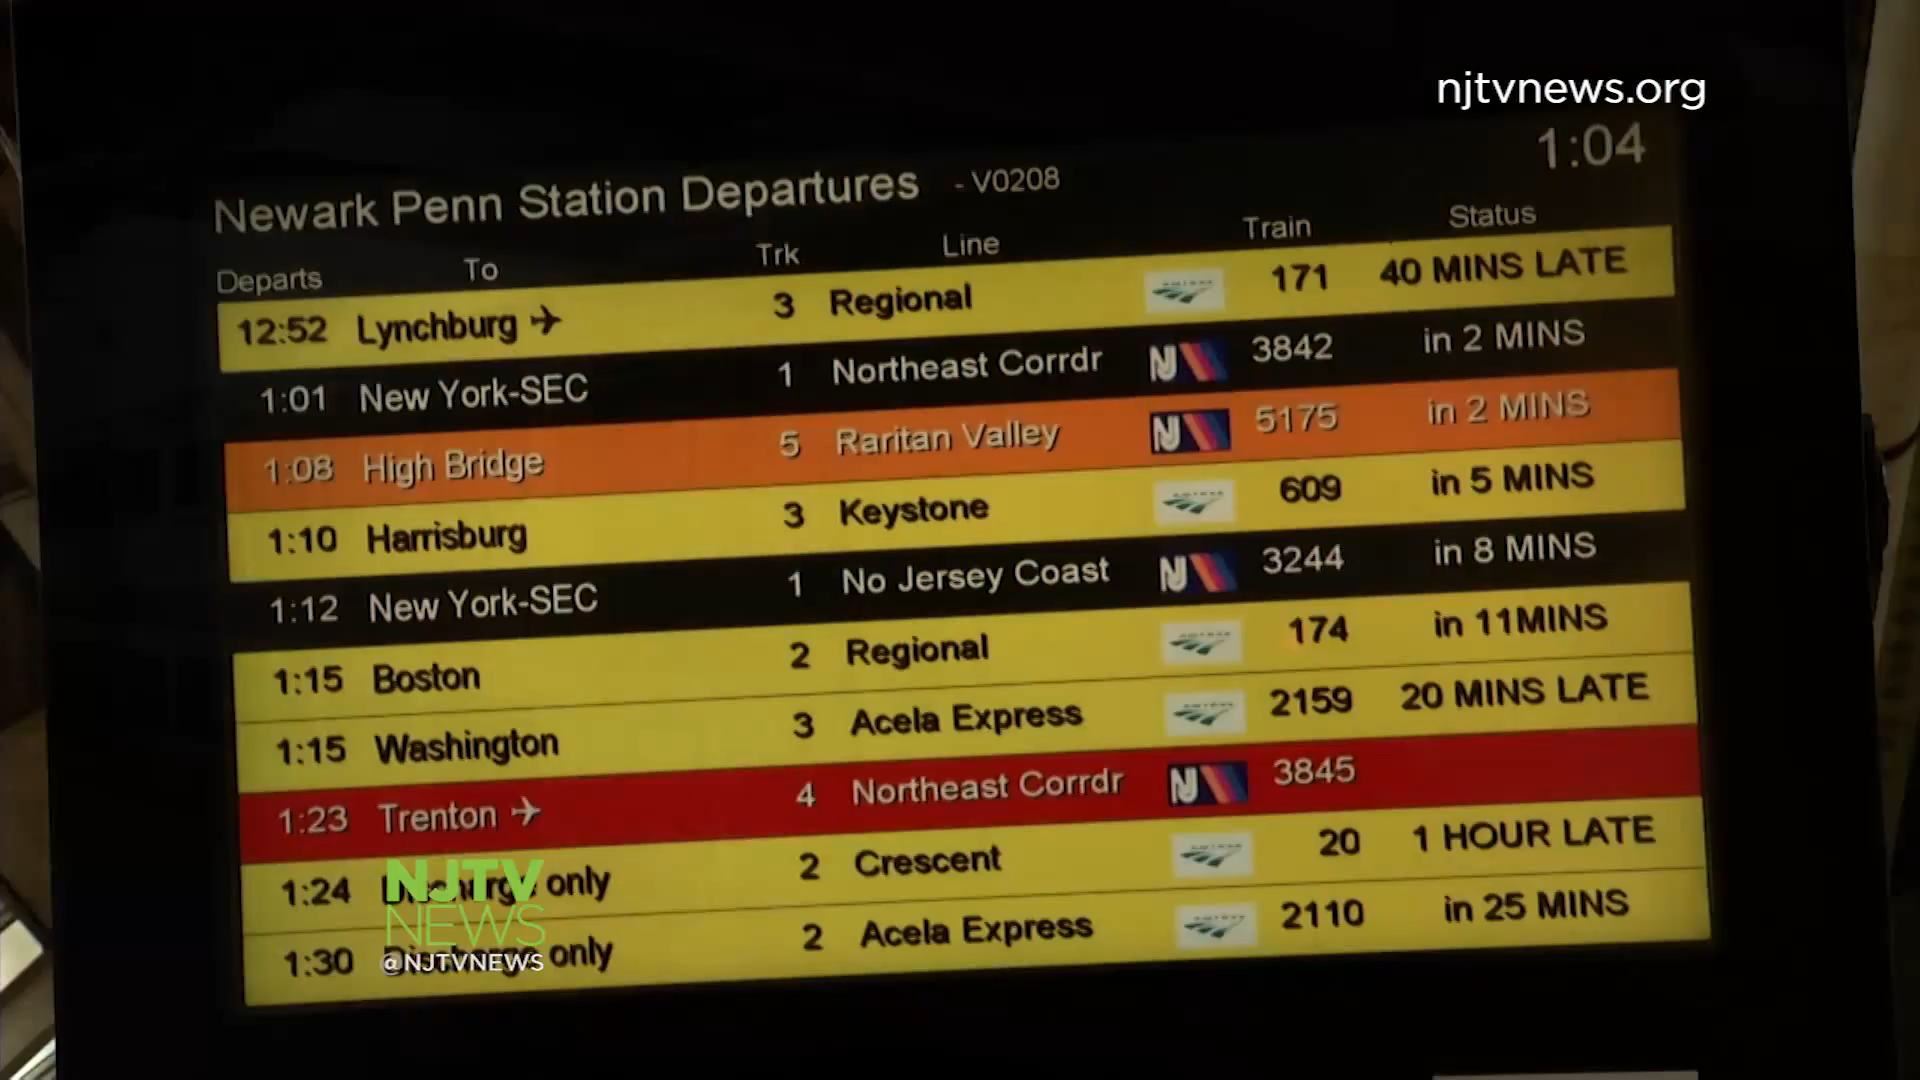 njtvnews.org
1:04
Newark Penn Station Departures - V0208
Departs To Trk Line Train Status
12:52 Lynchburg 3 Regional 171 40 MINS LATE
1:01 New York-SEC 1 Northeast Corrdr NJ 3842 in 2 MINS
1:08 High Bridge 5 Raritan Valley NJ 5175 in 2 MINS
1:10 Harrisburg 3 Keystone 609 in 5 MINS
1:12 New York-SEC 1 No Jersey Coast NJ 3244 in 8 MINS
1:15 Boston 2 Regional 174 in 11MINS
1:15 Washington 3 Acela Express 2159 20 MINS LATE
1:23 Trenton 4 Northeast Corrdr NJ 3845
1:24 Discharge only 2 Crescent 20 1 HOUR LATE
1:30 Discharge only 2 Acela Express 2110 in 25 MINS
NJTV
NEWS
@NJTVNEWS